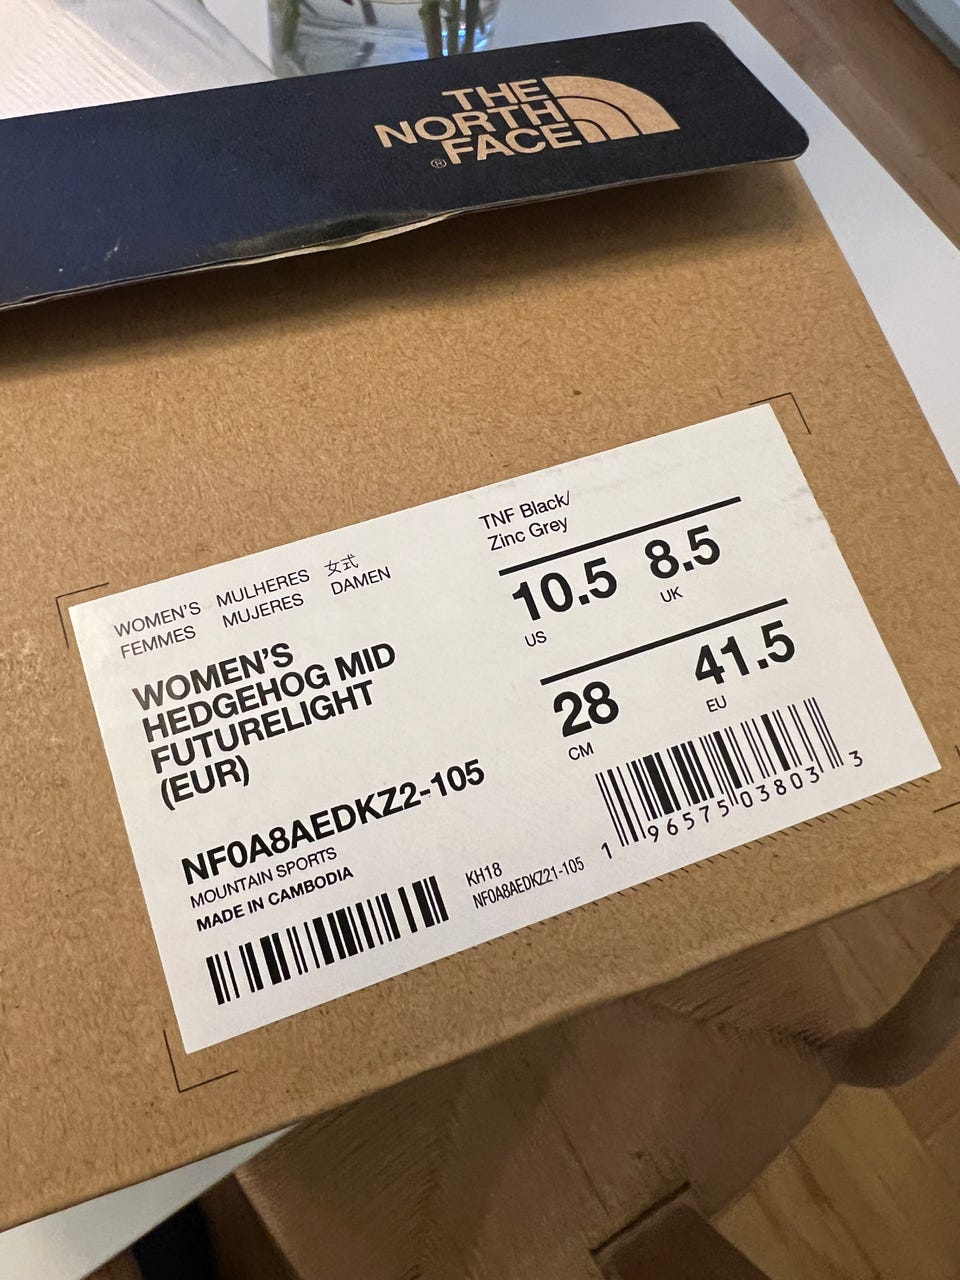 THE
NORTH
FACE
®
WOMEN'S MULHERES 女式
FEMMES MUJERES DAMEN
WOMEN'S
HEDGEHOG MID
FUTURELIGHT
(EUR)
NF0A8AEDKZ2-105
MOUNTAIN SPORTS
MADE IN CAMBODIA
TNF Black/
Zinc Grey
10.5 8.5
US UK
28 41.5
CM EU
1 96575 03803 3
KH18
NF0A8AEDKZ21-105